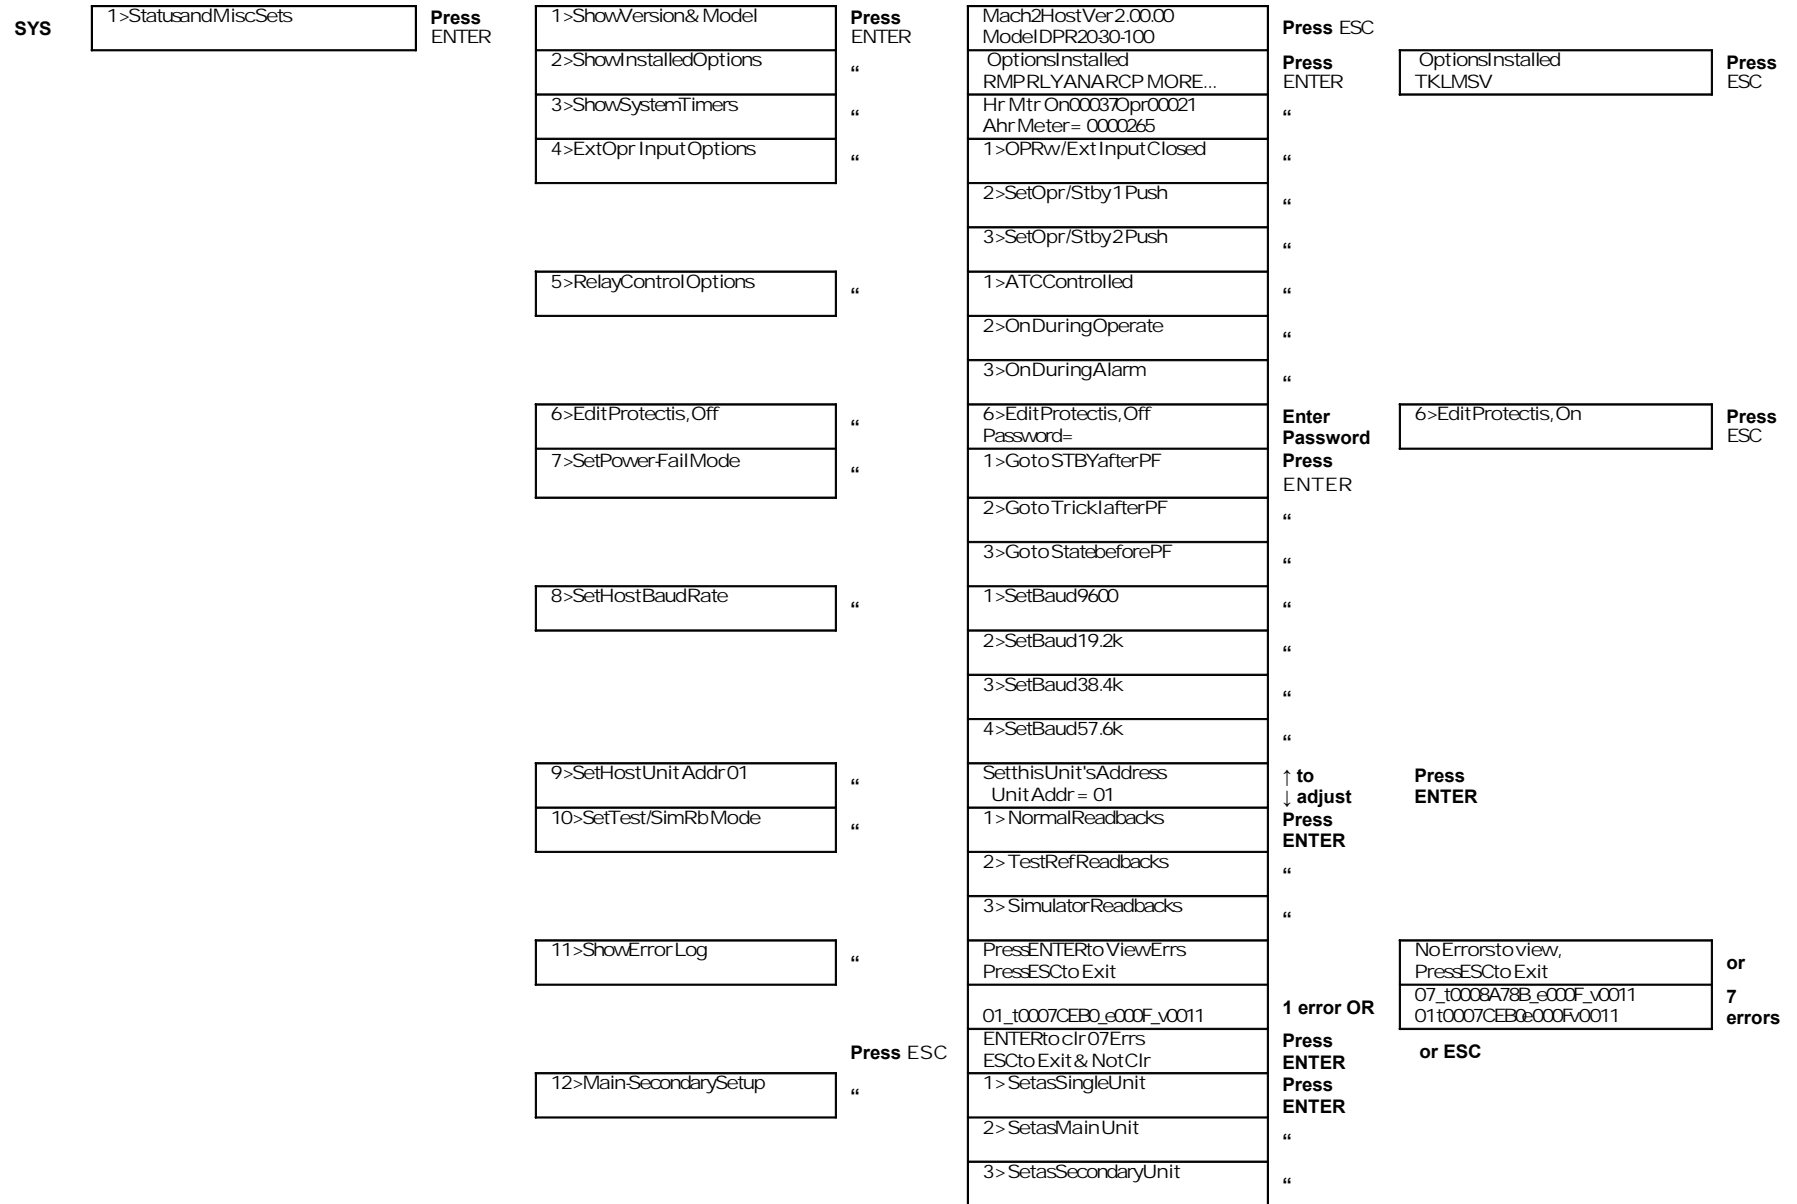 SYS
1>StatusandMiscSets
Press
ENTER
1>ShowVersion& Model
Press
ENTER
Mach2HostVer2.00.00
ModelDPR20-30-100
Press ESC
2>ShowInstalledOptions
“
OptionsInstalled
RMPRLYANARCP MORE...
Press
ENTER
OptionsInstalled
TKLMSV
Press
ESC
3>ShowSystemTimers
“
Hr Mtr On00037Opr00021
AhrMeter= 0000265
“
4>ExtOpr InputOptions
“
1>OPRw/Ext InputClosed
“
2>SetOpr/Stby1Push
“
3>SetOpr/Stby2Push
“
5>RelayControlOptions
“
1>ATCControlled
“
2>OnDuringOperate
“
3>OnDuringAlarm
“
6>EditProtectis,Off
“
6>EditProtectis,Off
Password=
Enter
Password
6>EditProtectis,On
Press
ESC
7>SetPower-FailMode
“
1>GotoSTBYafterPF
Press
ENTER
2>GotoTricklafterPF
“
3>GotoStatebeforePF
“
8>SetHostBaudRate
“
1>SetBaud9600
“
2>SetBaud19.2k
“
3>SetBaud38.4k
“
4>SetBaud57.6k
“
9>SetHostUnitAddr01
“
SetthisUnit'sAddress
UnitAddr= 01
↑ to
↓ adjust
Press
ENTER
10>SetTest/SimRbMode
“
1>NormalReadbacks
Press
ENTER
2>TestRefReadbacks
“
3>SimulatorReadbacks
“
11>ShowErrorLog
“
PressENTERtoViewErrs
PressESCtoExit
NoErrorstoview,
PressESCtoExit
or
01_t0007CEB0_e000F_v0011
1 error OR
07_t0008A78B_e000F_v0011
01t0007CEB0e000Fv0011
7
errors
Press ESC
ENTERtoclr07Errs
ESCtoExit&NotClr
Press
ENTER
or ESC
12>Main-SecondarySetup
“
1>SetasSingleUnit
Press
ENTER
2>SetasMainUnit
“
3>SetasSecondaryUnit
“